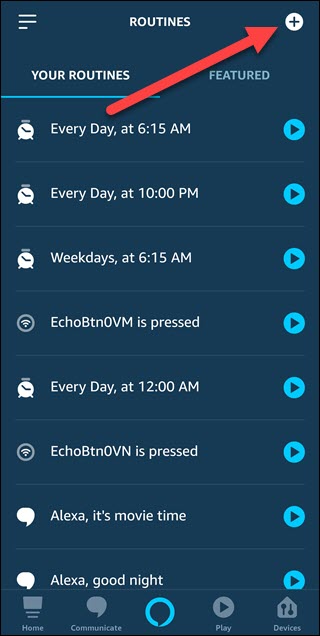 ROUTINES
YOUR ROUTINES FEATURED
Every Day, at 6:15 AM
Every Day, at 10:00 PM
Weekdays, at 6:15 AM
EchoBtn0VM is pressed
Every Day, at 12:00 AM
EchoBtn0VN is pressed
Alexa, it's movie time
Alexa, good night
Home Communicate Play Devices